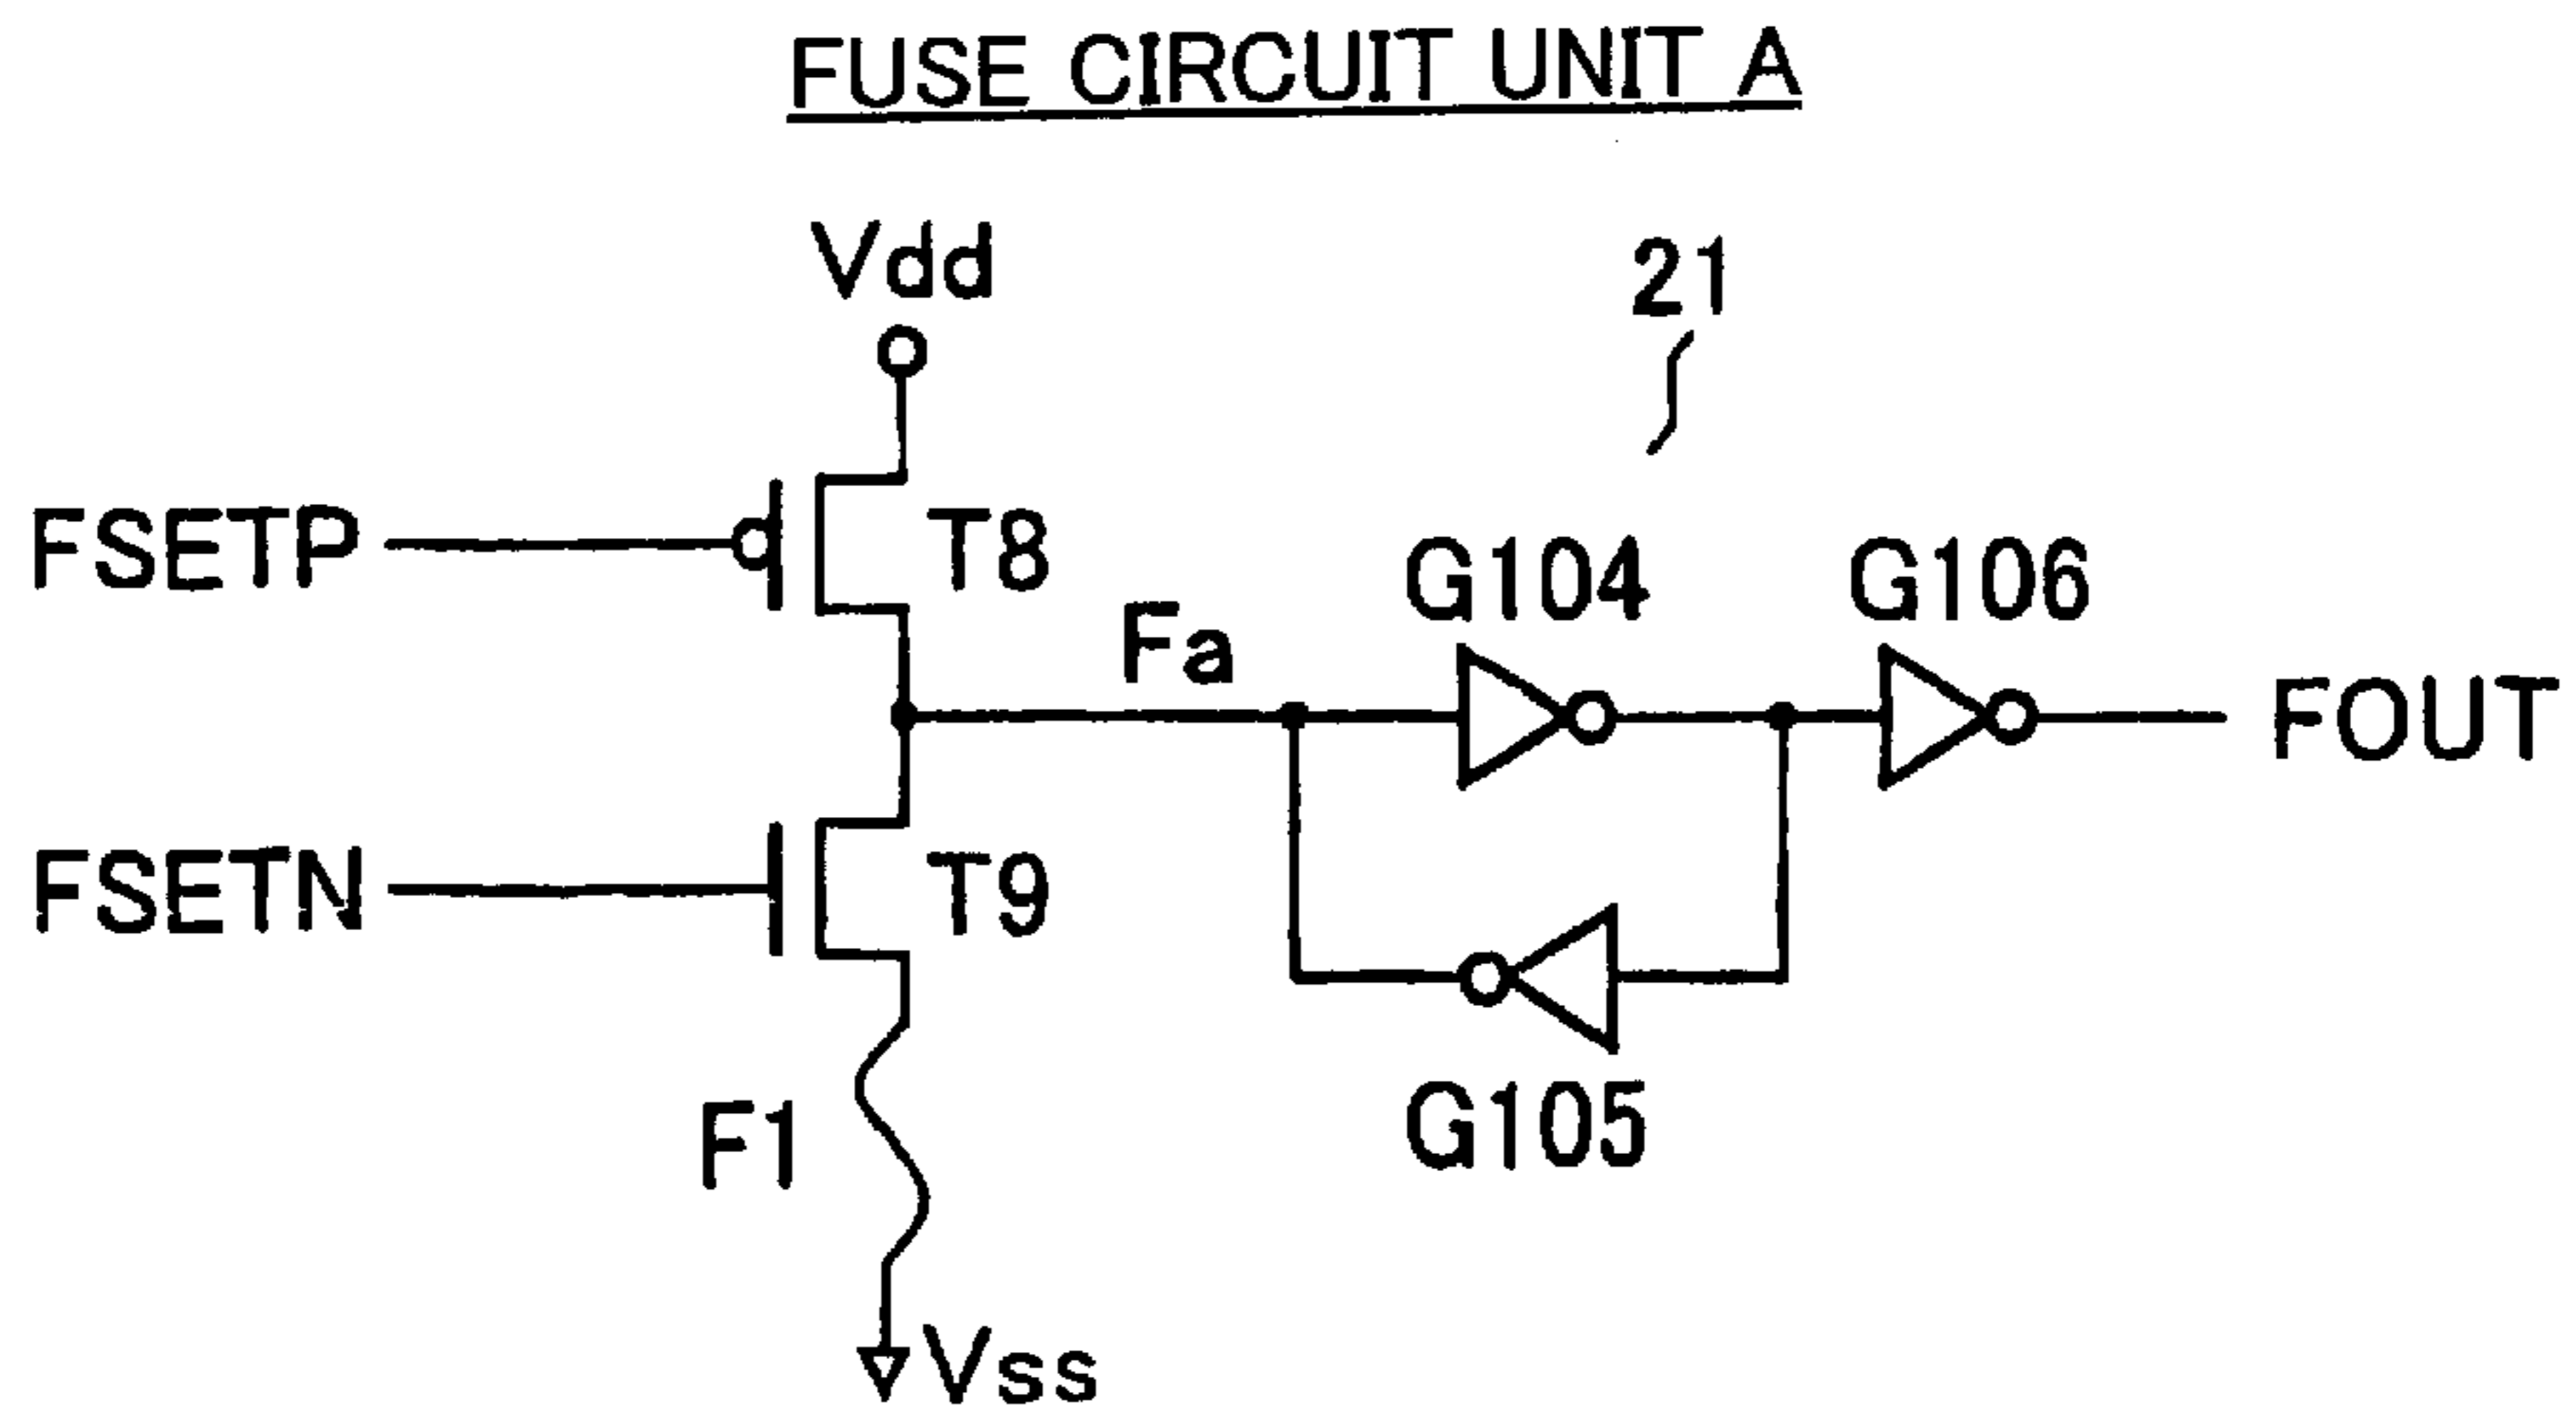 FUSE CIRCUIT UNIT A
Vdd
21
FSETP
T8
Fa
G104
G106
FOUT
FSETN
T9
F1
G105
Vss